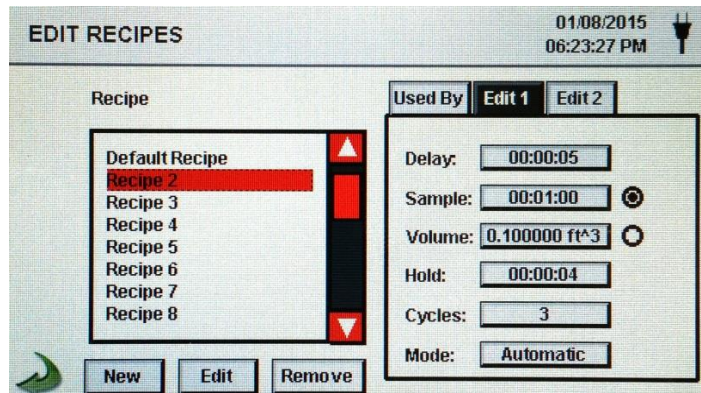 EDIT RECIPES
01/08/2015
06:23:27 PM
Recipe
Default Recipe
Recipe 2
Recipe 3
Recipe 4
Recipe 5
Recipe 6
Recipe 7
Recipe 8
New Edit Remove
Used By Edit 1 Edit 2
Delay: 00:00:05
Sample: 00:01:00
Volume: 0.100000 ft^3
Hold: 00:00:04
Cycles: 3
Mode: Automatic